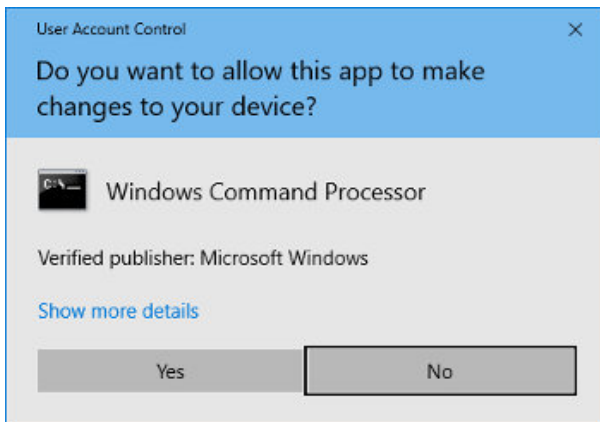 User Account Control
Do you want to allow this app to make
changes to your device?
C:\_
Windows Command Processor
Verified publisher: Microsoft Windows
Show more details
Yes
No